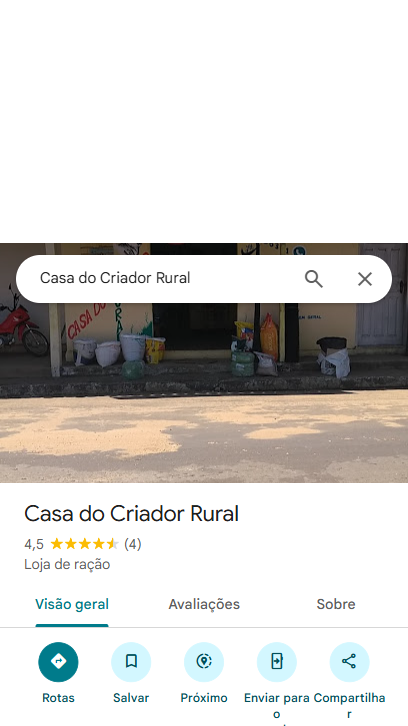 Casa do Criador Rural
CASA DO
Casa do Criador Rural
4,5 (4)
Loja de ração
Visão geral Avaliações Sobre
Rotas Salvar Próximo Enviar para Compartilha
o r